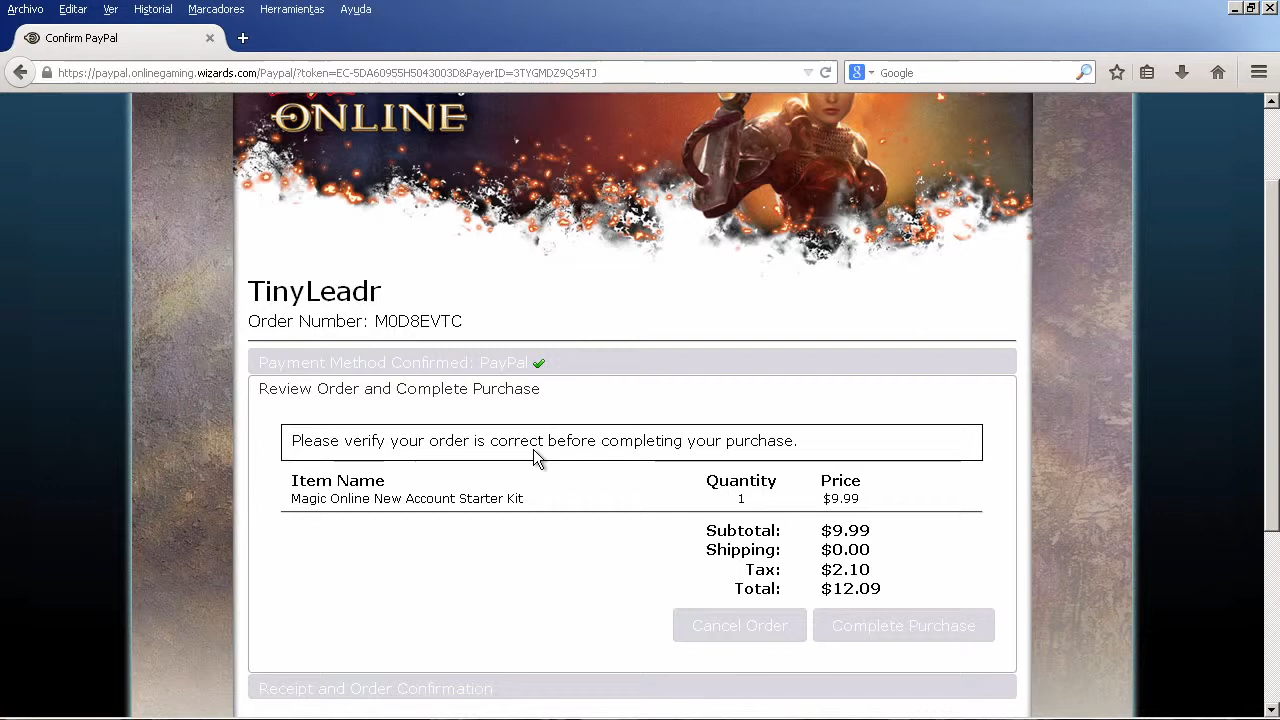 Archivo Editar Ver Historial Marcadores Herramientas Ayuda
Confirm PayPal
https://paypal.onlinegaming.wizards.com/Paypal/?token=EC-5DA60955H5043003D&PayerID=3TYGMDZ9Q54TJ
Google
ONLINE
TinyLeadr
Order Number: M0D8EVTC
Payment Method Confirmed: PayPal
Review Order and Complete Purchase
Please verify your order is correct before completing your purchase.
Item Name Quantity Price
Magic Online New Account Starter Kit 1 $9.99
Subtotal: $9.99
Shipping: $0.00
Tax: $2.10
Total: $12.09
Cancel Order Complete Purchase
Receipt and Order Confirmation